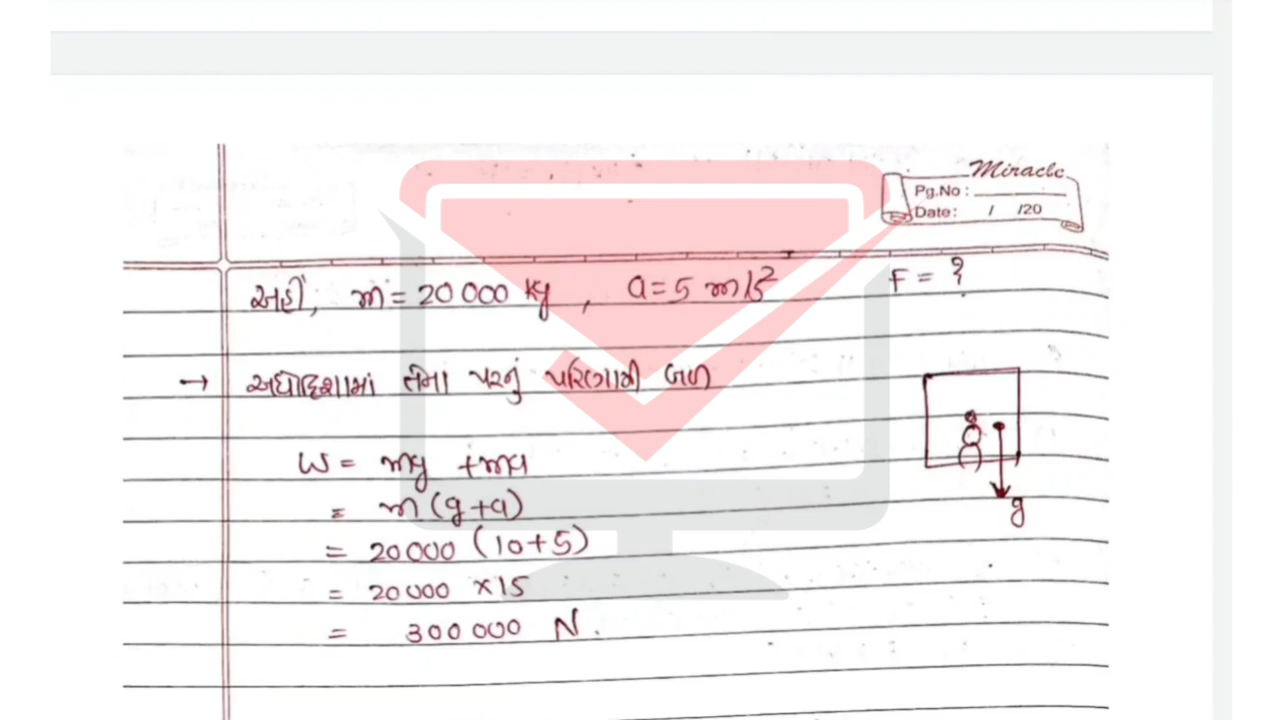 Miracle
Pg.No :
Date: / /20
અહીં, m = 20000 kg , a = 5 m/s² F = ?
→ અધોદિશામાં તેના પરનું પરિણામી બળ
W = mg + ma
= m(g+a)
= 20000 (10+5)
= 20000 ×15
= 300000 N.
g